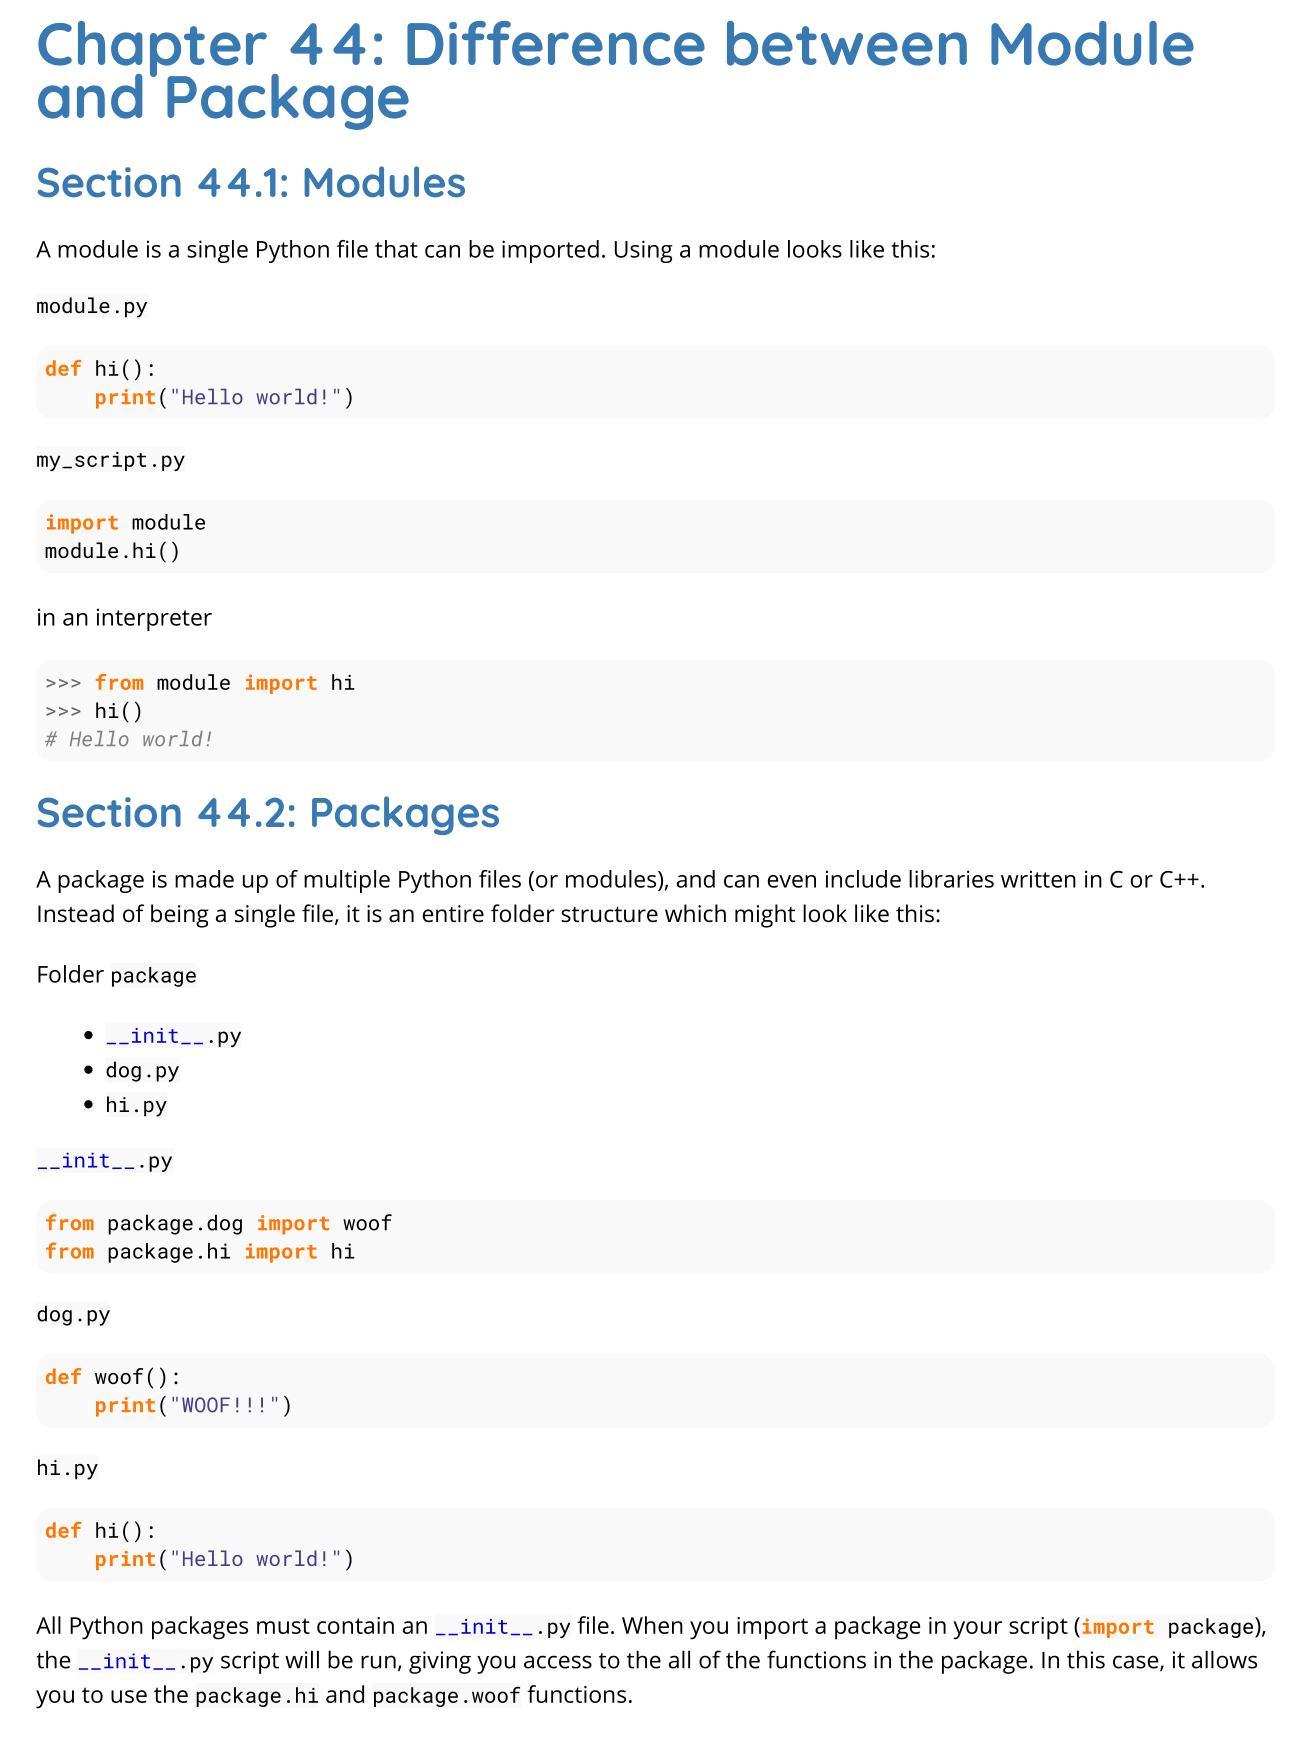 Chapter 44: Difference between Module
and Package
Section 44.1: Modules
A module is a single Python file that can be imported. Using a module looks like this:
module.py
def hi():
    print("Hello world!")
my_script.py
import module
module.hi()
in an interpreter
>>> from module import hi
>>> hi()
# Hello world!
Section 44.2: Packages
A package is made up of multiple Python files (or modules), and can even include libraries written in C or C++.
Instead of being a single file, it is an entire folder structure which might look like this:
Folder package
• __init__.py
• dog.py
• hi.py
__init__.py
from package.dog import woof
from package.hi import hi
dog.py
def woof():
    print("WOOF!!!")
hi.py
def hi():
    print("Hello world!")
All Python packages must contain an __init__.py file. When you import a package in your script (import package),
the __init__.py script will be run, giving you access to the all of the functions in the package. In this case, it allows
you to use the package.hi and package.woof functions.